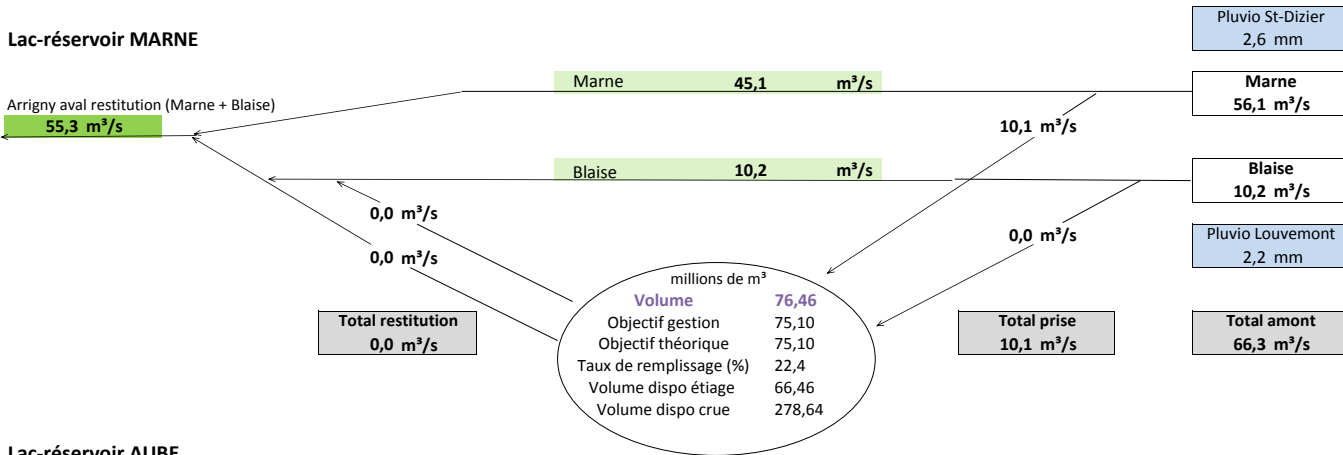 Pluvio St-Dizier
2,6 mm
Lac-réservoir MARNE
Marne 45,1 m³/s
Marne
56,1 m³/s
Arrigny aval restitution (Marne + Blaise)
55,3 m³/s
10,1 m³/s
Blaise 10,2 m³/s
Blaise
10,2 m³/s
0,0 m³/s
0,0 m³/s
Pluvio Louvemont
2,2 mm
0,0 m³/s
millions de m³
Volume 76,46
Objectif gestion 75,10
Objectif théorique 75,10
Taux de remplissage (%) 22,4
Volume dispo étiage 66,46
Volume dispo crue 278,64
Total restitution
0,0 m³/s
Total prise
10,1 m³/s
Total amont
66,3 m³/s
Lac-réservoir AUBE